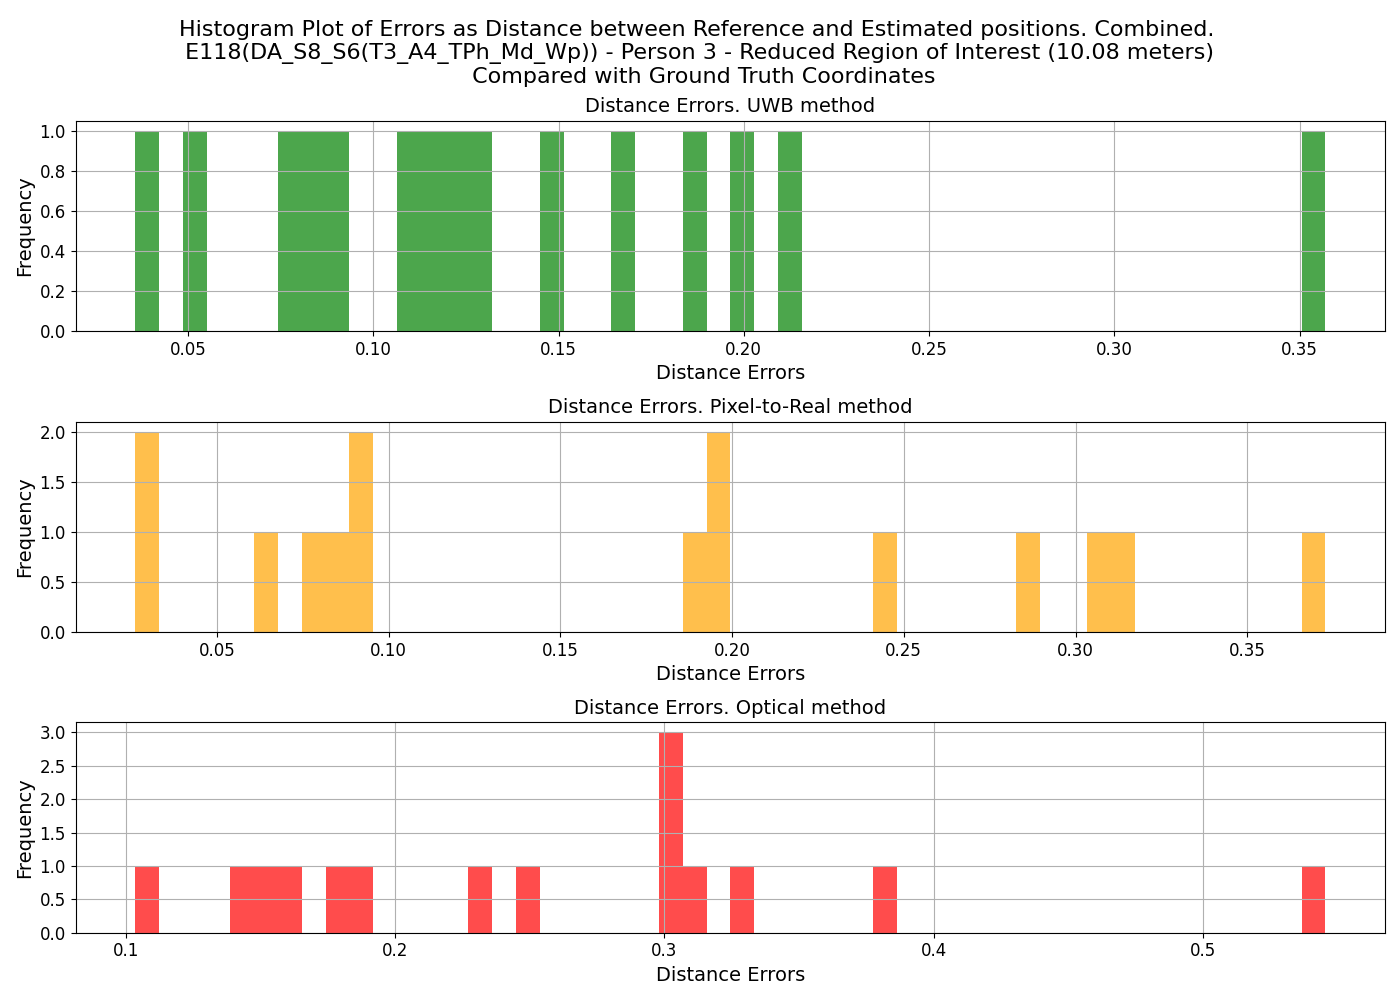 Histogram Plot of Errors as Distance between Reference and Estimated positions. Combined.
E118(DA_S8_S6(T3_A4_TPh_Md_Wp)) - Person 3 - Reduced Region of Interest (10.08 meters)
Compared with Ground Truth Coordinates
Distance Errors. UWB method
Frequency
1.0
0.8
0.6
0.4
0.2
0.0
0.05 0.10 0.15 0.20 0.25 0.30 0.35
Distance Errors
Distance Errors. Pixel-to-Real method
Frequency
2.0
1.5
1.0
0.5
0.0
0.05 0.10 0.15 0.20 0.25 0.30 0.35
Distance Errors
Distance Errors. Optical method
Frequency
3.0
2.5
2.0
1.5
1.0
0.5
0.0
0.1 0.2 0.3 0.4 0.5
Distance Errors